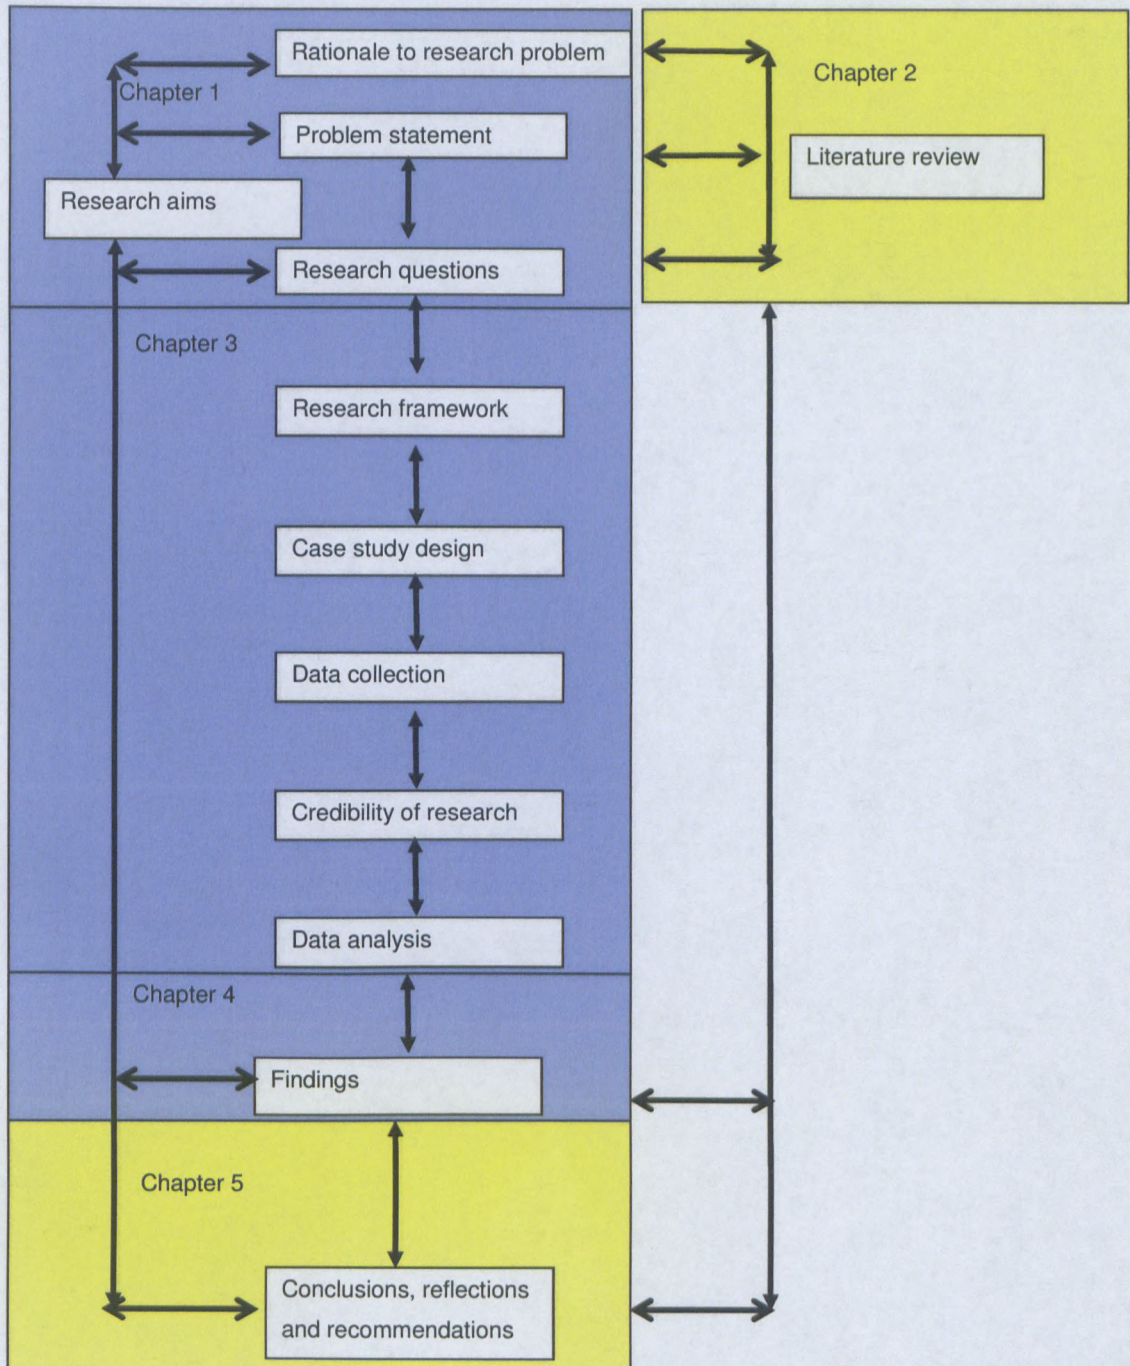 Rationale to research problem
Chapter 1
Problem statement
Research aims
Research questions
Chapter 2
Literature review
Chapter 3
Research framework
Case study design
Data collection
Credibility of research
Data analysis
Chapter 4
Findings
Chapter 5
Conclusions, reflections
and recommendations